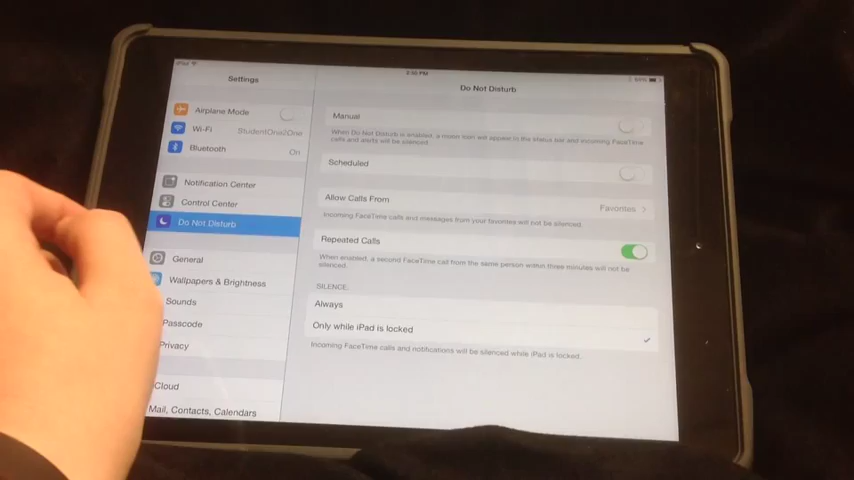 iPad
2:50 PM
64%
Settings
Do Not Disturb
Airplane Mode
Wi-Fi
StudentOne2One
Bluetooth
On
Notification Center
Control Center
Do Not Disturb
General
Wallpapers & Brightness
Sounds
Passcode
Privacy
Cloud
Mail, Contacts, Calendars
Manual
When Do Not Disturb is enabled, a moon icon will appear in the status bar and incoming FaceTime
calls and alerts will be silenced.
Scheduled
Allow Calls From
Favorites
Incoming FaceTime calls and messages from your favorites will not be silenced.
Repeated Calls
When enabled, a second FaceTime call from the same person within three minutes will not be
silenced.
SILENCE:
Always
Only while iPad is locked
Incoming FaceTime calls and notifications will be silenced while iPad is locked.